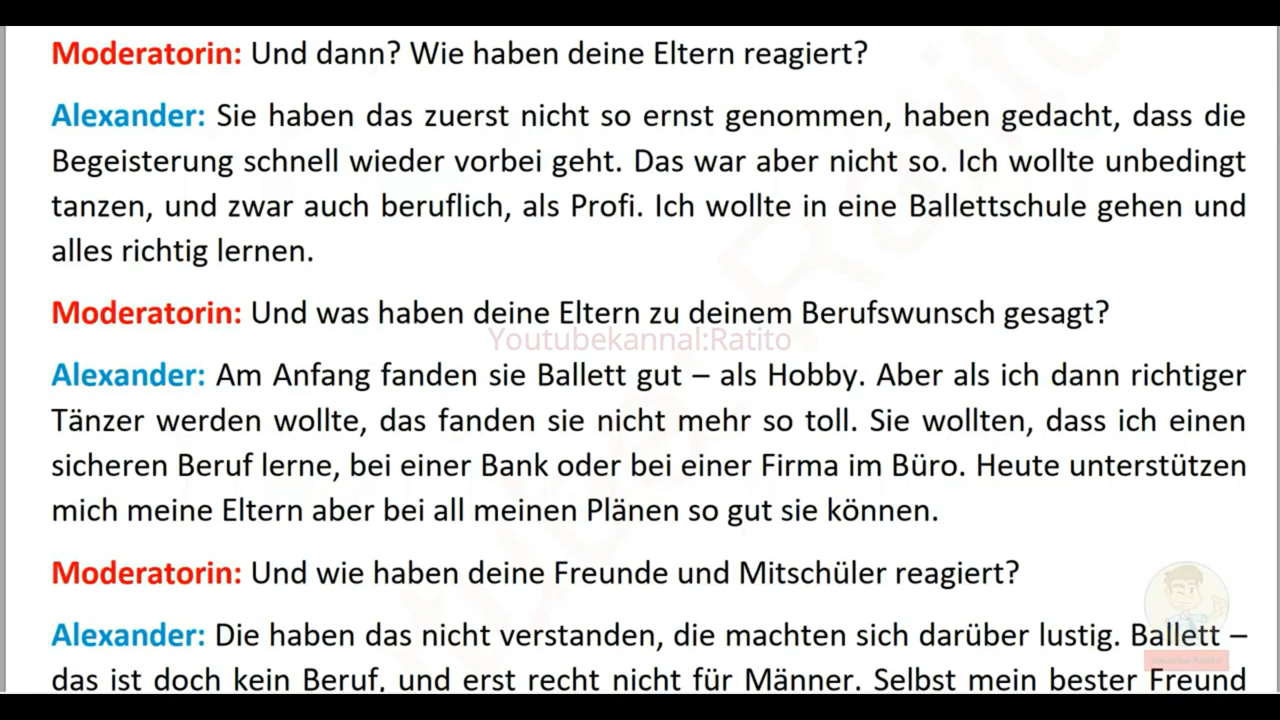 Moderatorin: Und dann? Wie haben deine Eltern reagiert?
Alexander: Sie haben das zuerst nicht so ernst genommen, haben gedacht, dass die
Begeisterung schnell wieder vorbei geht. Das war aber nicht so. Ich wollte unbedingt
tanzen, und zwar auch beruflich, als Profi. Ich wollte in eine Ballettschule gehen und
alles richtig lernen.
Moderatorin: Und was haben deine Eltern zu deinem Berufswunsch gesagt?
Youtubekannal:Ratito
Alexander: Am Anfang fanden sie Ballett gut – als Hobby. Aber als ich dann richtiger
Tänzer werden wollte, das fanden sie nicht mehr so toll. Sie wollten, dass ich einen
sicheren Beruf lerne, bei einer Bank oder bei einer Firma im Büro. Heute unterstützen
mich meine Eltern aber bei all meinen Plänen so gut sie können.
Moderatorin: Und wie haben deine Freunde und Mitschüler reagiert?
Alexander: Die haben das nicht verstanden, die machten sich darüber lustig. Ballett –
das ist doch kein Beruf, und erst recht nicht für Männer. Selbst mein bester Freund